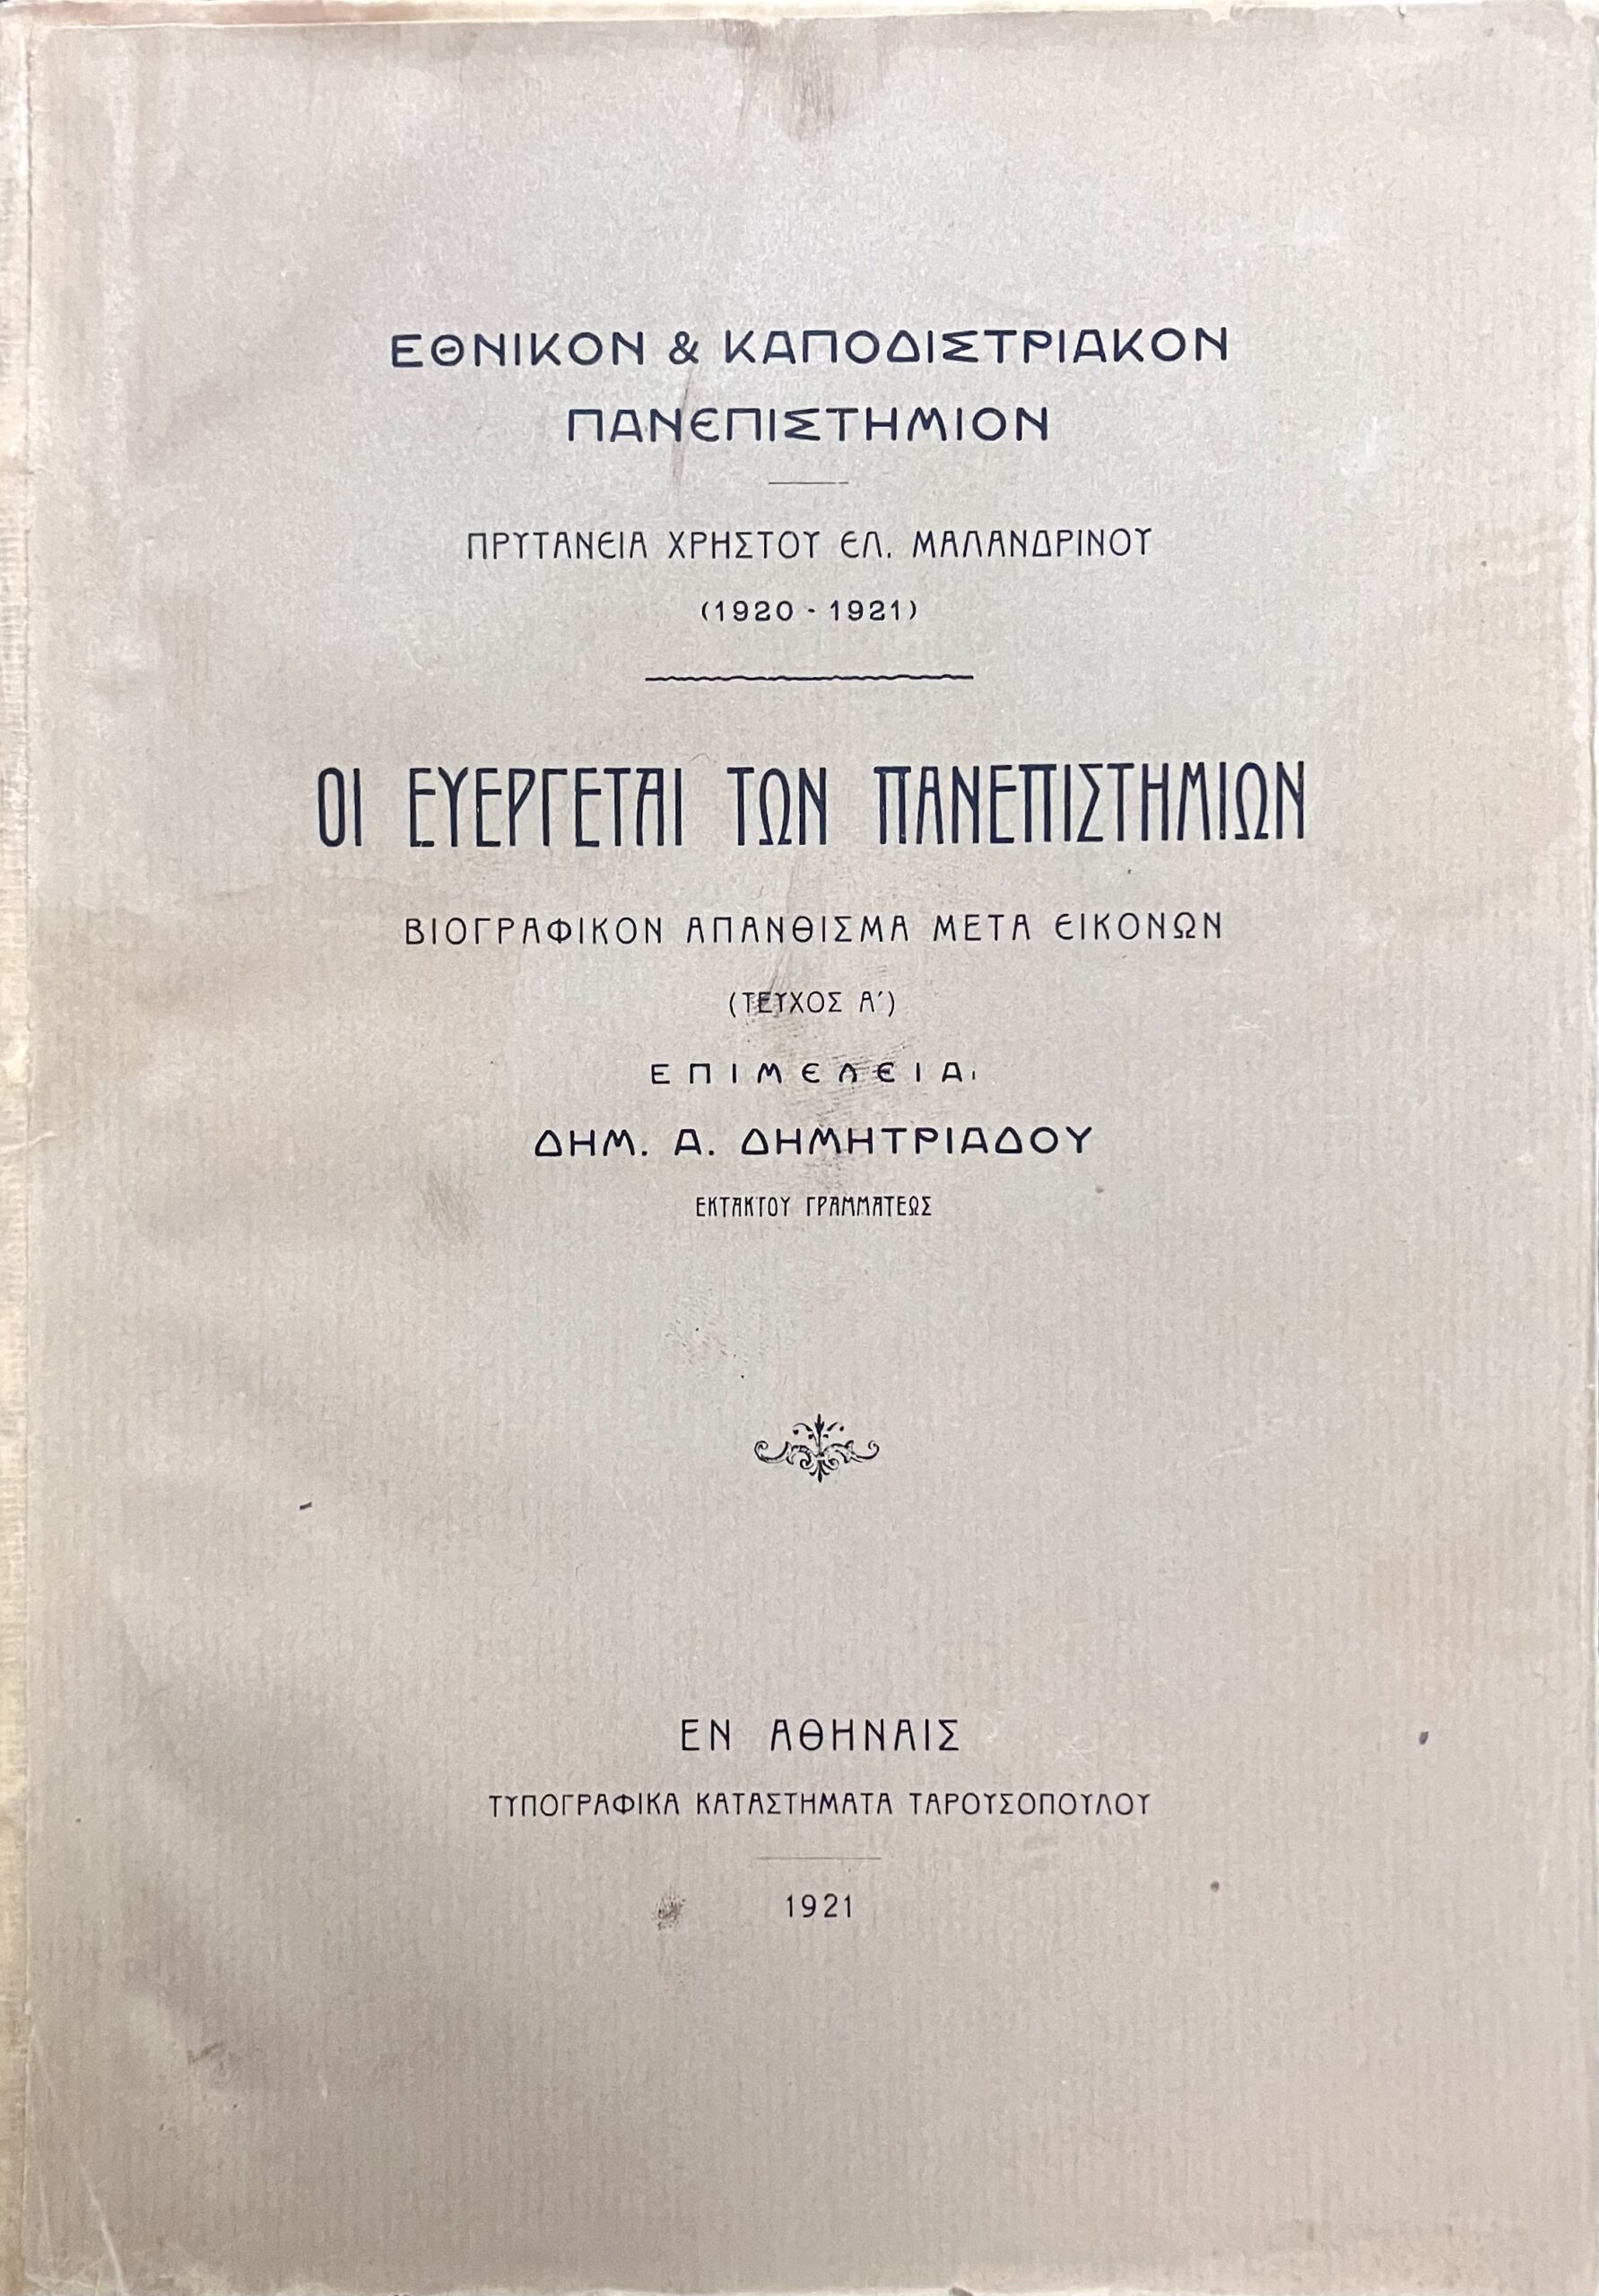 ΕΘΝΙΚΟΝ & ΚΑΠΟΔΙΣΤΡΙΑΚΟΝ
ΠΑΝΕΠΙΣΤΗΜΙΟΝ
ΠΡΥΤΑΝΕΙΑ ΧΡΗΣΤΟΥ ΕΛ. ΜΑΛΑΝΔΡΙΝΟΥ
(1920 - 1921)
ΟΙ ΕΥΕΡΓΕΤΑΙ ΤΩΝ ΠΑΝΕΠΙΣΤΗΜΙΩΝ
ΒΙΟΓΡΑΦΙΚΟΝ ΑΠΑΝΘΙΣΜΑ ΜΕΤΑ ΕΙΚΟΝΩΝ
(ΤΕΥΧΟΣ Α΄)
ΕΠΙΜΕΛΕΙΑι
ΔΗΜ. Α. ΔΗΜΗΤΡΙΑΔΟΥ
ΕΚΤΑΚΤΟΥ ΓΡΑΜΜΑΤΕΩΣ
ΕΝ ΑΘΗΝΑΙΣ
ΤΥΠΟΓΡΑΦΙΚΑ ΚΑΤΑΣΤΗΜΑΤΑ ΤΑΡΟΥΣΟΠΟΥΛΟΥ
1921